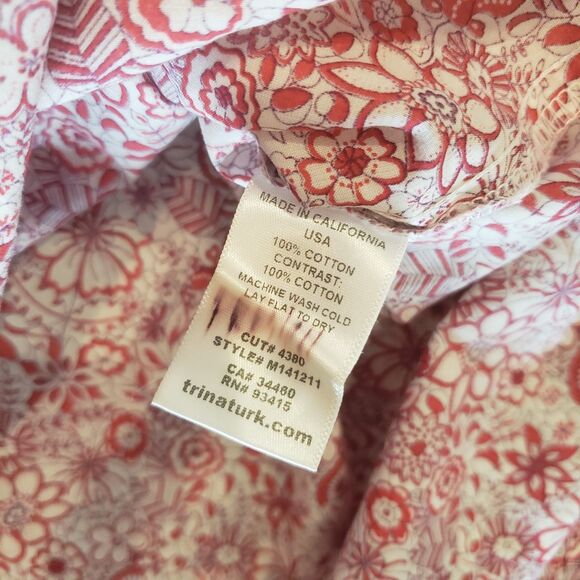 MADE IN CALIFORNIA
USA
100% COTTON
CONTRAST:
100% COTTON
MACHINE WASH COLD
LAY FLAT TO DRY
CUT# 4380
STYLE# M141211
CA# 34460
RN# 93415
trinaturk.com